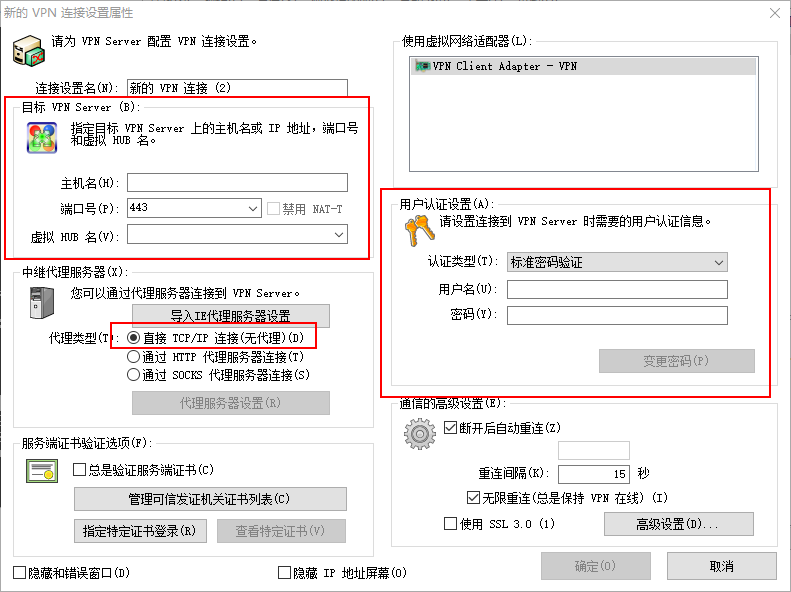 新的 VPN 连接设置属性
请为 VPN Server 配置 VPN 连接设置。
连接设置名(N):
新的 VPN 连接 (2)
目标 VPN Server (B):
指定目标 VPN Server 上的主机名或 IP 地址，端口号
和虚拟 HUB 名。
主机名(H):
端口号(P):
443
禁用 NAT-T
虚拟 HUB 名(V):
中继代理服务器(X):
您可以通过代理服务器连接到 VPN Server。
导入IE代理服务器设置
代理类型(T):
直接 TCP/IP 连接(无代理)(D)
通过 HTTP 代理服务器连接(T)
通过 SOCKS 代理服务器连接(S)
代理服务器设置(R)
服务端证书验证选项(F):
总是验证服务端证书(C)
管理可信发证机关证书列表(C)
指定特定证书登录(R)
查看特定证书(V)
隐藏和错误窗口(D)
使用虚拟网络适配器(L):
VPN Client Adapter - VPN
用户认证设置(A):
请设置连接到 VPN Server 时需要的用户认证信息。
认证类型(T):
标准密码验证
用户名(U):
密码(Y):
变更密码(P)
通信的高级设置(E):
断开后自动重连(Z)
重连间隔(K):
15
秒
无限重连(总是保持 VPN 在线) (I)
使用 SSL 3.0 (1)
高级设置(D)...
隐藏 IP 地址屏幕(O)
确定(O)
取消